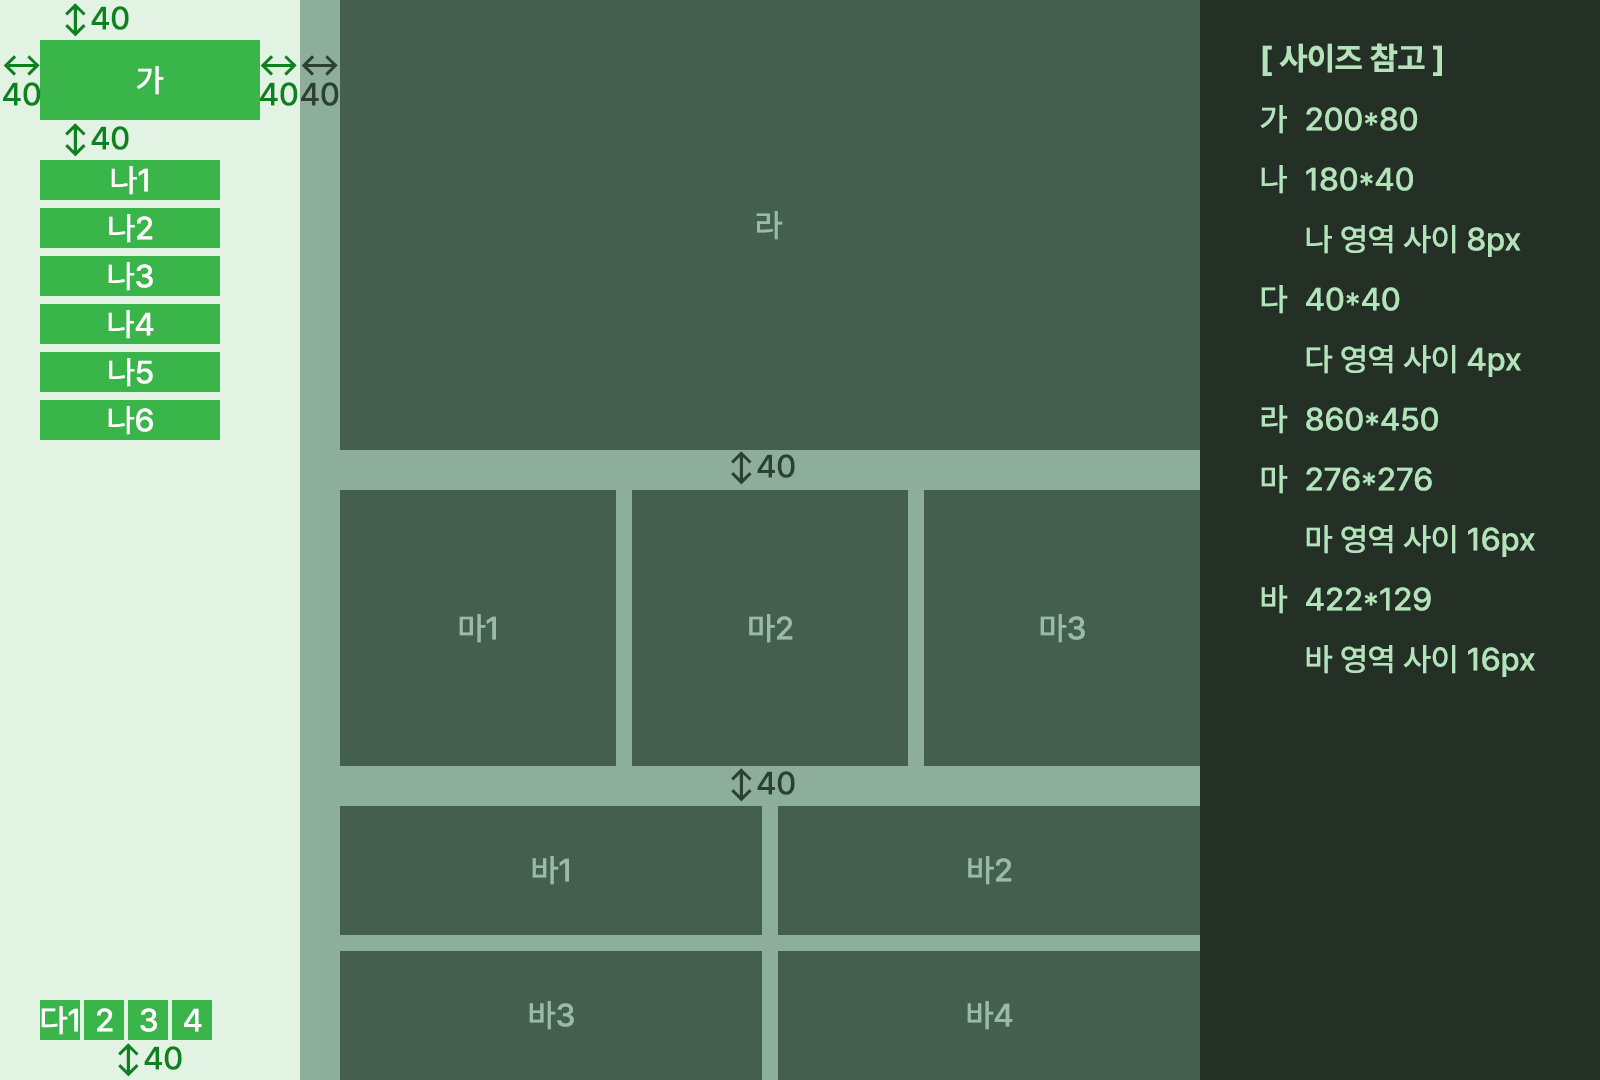 40
가
40
40
40
40
나1
나2
나3
나4
나5
나6
다1 2 3 4
40
라
40
마1 마2 마3
40
바1 바2
바3 바4
[ 사이즈 참고 ]
가 200*80
나 180*40
나 영역 사이 8px
다 40*40
다 영역 사이 4px
라 860*450
마 276*276
마 영역 사이 16px
바 422*129
바 영역 사이 16px